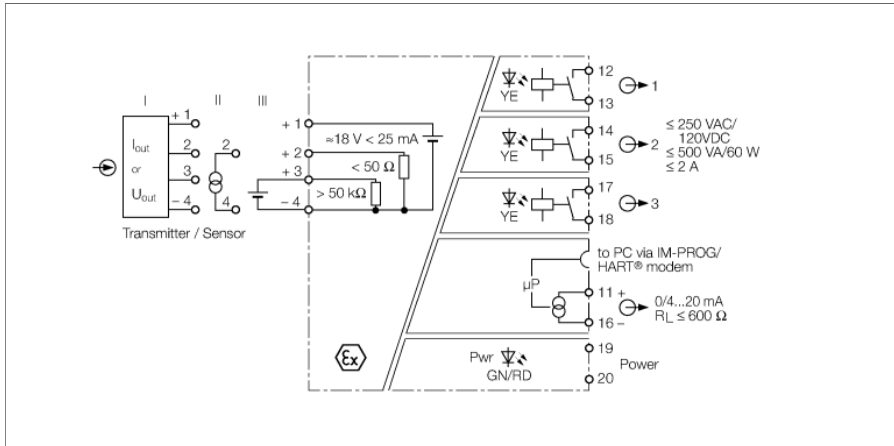 I II III
+ 1
2
3
– 4
I out
or
U out
Transmitter / Sensor
2
4
+ 1
+ 2
+ 3
– 4
≈18 V < 25 mA
< 50 Ω
> 50 kΩ
Ex
YE
12
13
1
YE
14
15
2
≤ 250 VAC/
120VDC
≤ 500 VA/60 W
≤ 2 A
YE
17
18
3
to PC via IM-PROG/
HART® modem
µP
11 +
16 –
0/4...20 mA
RL ≤ 600 Ω
Pwr
GN/RD
19
20
Power